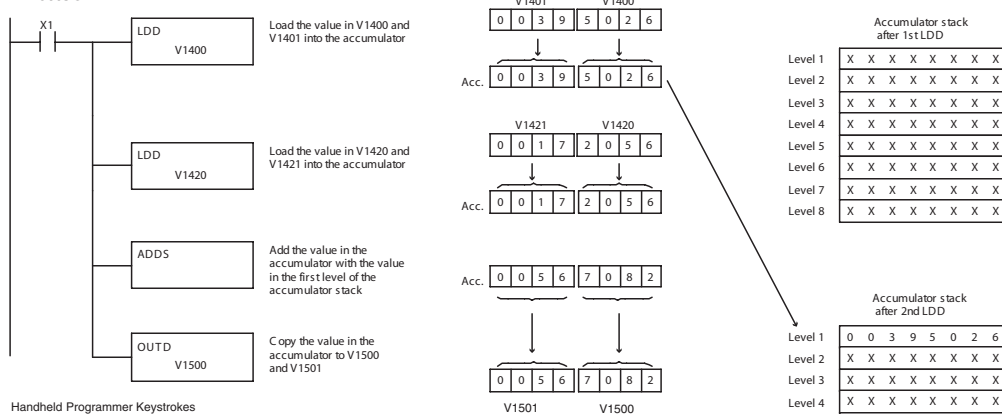 X1
LDD
V1400
Load the value in V1400 and
V1401 into the accumulator
LDD
V1420
Load the value in V1420 and
V1421 into the accumulator
ADDS
Add the value in the
accumulator with the value
in the first level of the
accumulator stack
OUTD
V1500
Copy the value in the
accumulator to V1500
and V1501
Handheld Programmer Keystrokes
V1401 V1400
0 0 3 9 5 0 2 6
Acc. 0 0 3 9 5 0 2 6
V1421 V1420
0 0 1 7 2 0 5 6
Acc. 0 0 1 7 2 0 5 6
Acc. 0 0 5 6 7 0 8 2
0 0 5 6 7 0 8 2
V1501 V1500
Accumulator stack
after 1st LDD
Level 1 X X X X X X X X
Level 2 X X X X X X X X
Level 3 X X X X X X X X
Level 4 X X X X X X X X
Level 5 X X X X X X X X
Level 6 X X X X X X X X
Level 7 X X X X X X X X
Level 8 X X X X X X X X
Accumulator stack
after 2nd LDD
Level 1 0 0 3 9 5 0 2 6
Level 2 X X X X X X X X
Level 3 X X X X X X X X
Level 4 X X X X X X X X